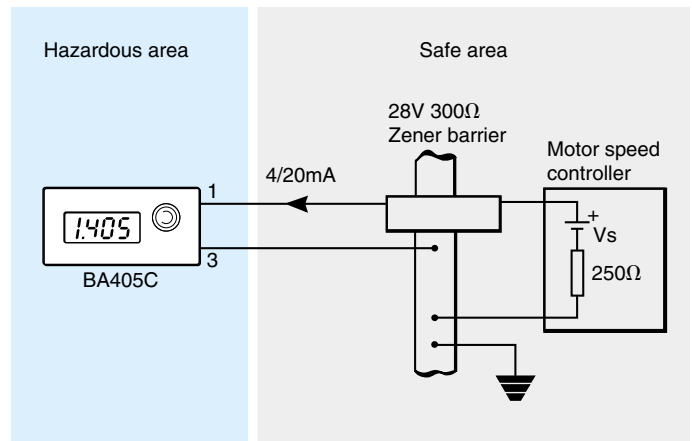 Hazardous area
Safe area
28V 300Ω
Zener barrier
Motor speed
controller
4/20mA
1
+
Vs
1.405
250Ω
3
BA405C